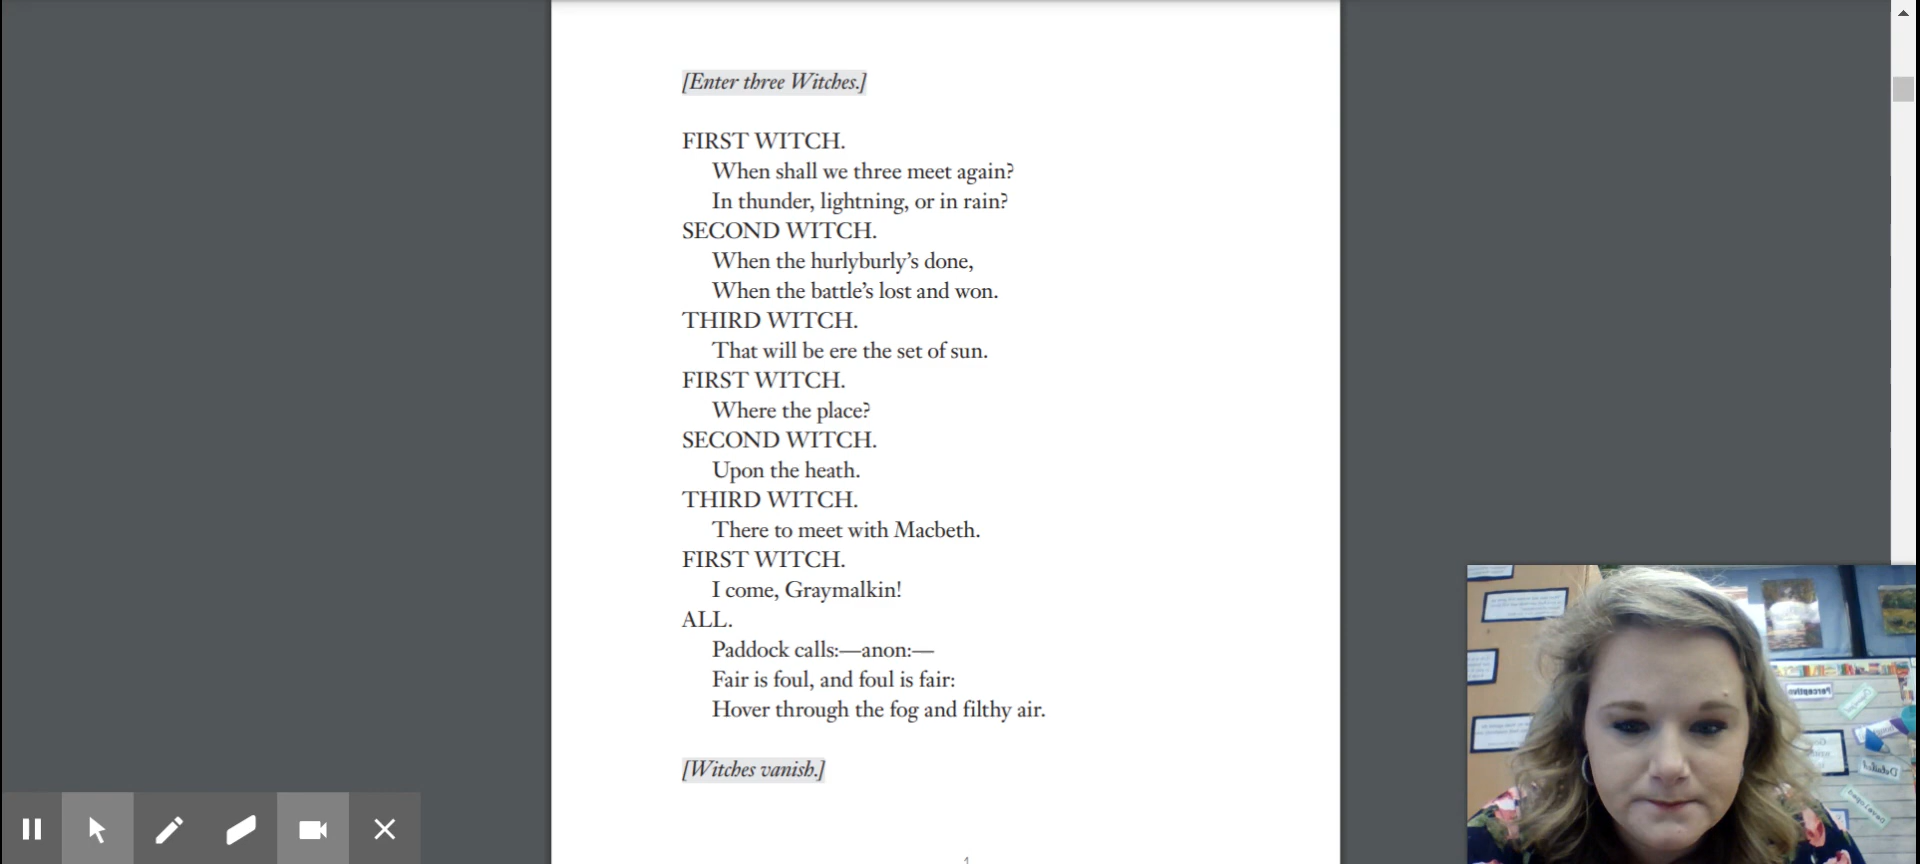 [Enter three Witches.]
FIRST WITCH.
When shall we three meet again?
In thunder, lightning, or in rain?
SECOND WITCH.
When the hurlyburly’s done,
When the battle’s lost and won.
THIRD WITCH.
That will be ere the set of sun.
FIRST WITCH.
Where the place?
SECOND WITCH.
Upon the heath.
THIRD WITCH.
There to meet with Macbeth.
FIRST WITCH.
I come, Graymalkin!
ALL.
Paddock calls:—anon:—
Fair is foul, and foul is fair:
Hover through the fog and filthy air.
[Witches vanish.]
1
Perceptive
Detailed
Developed